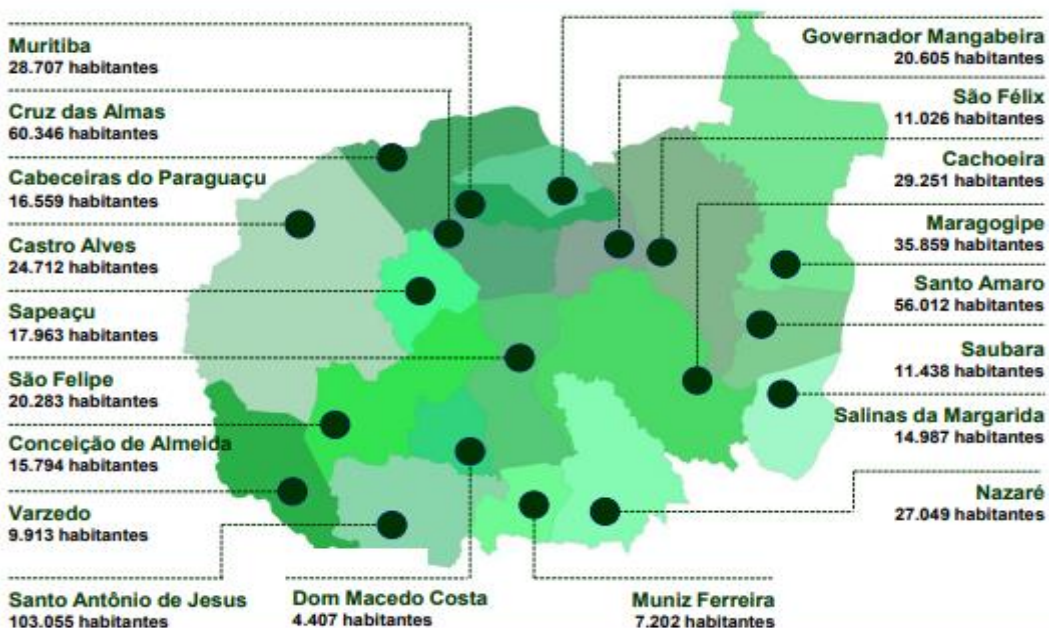 Muritiba
28.707 habitantes
Cruz das Almas
60.346 habitantes
Cabeceiras do Paraguaçu
16.559 habitantes
Castro Alves
24.712 habitantes
Sapeaçu
17.963 habitantes
São Felipe
20.283 habitantes
Conceição de Almeida
15.794 habitantes
Varzedo
9.913 habitantes
Santo Antônio de Jesus
103.055 habitantes
Dom Macedo Costa
4.407 habitantes
Muniz Ferreira
7.202 habitantes
Governador Mangabeira
20.605 habitantes
São Félix
11.026 habitantes
Cachoeira
29.251 habitantes
Maragogipe
35.859 habitantes
Santo Amaro
56.012 habitantes
Saubara
11.438 habitantes
Salinas da Margarida
14.987 habitantes
Nazaré
27.049 habitantes